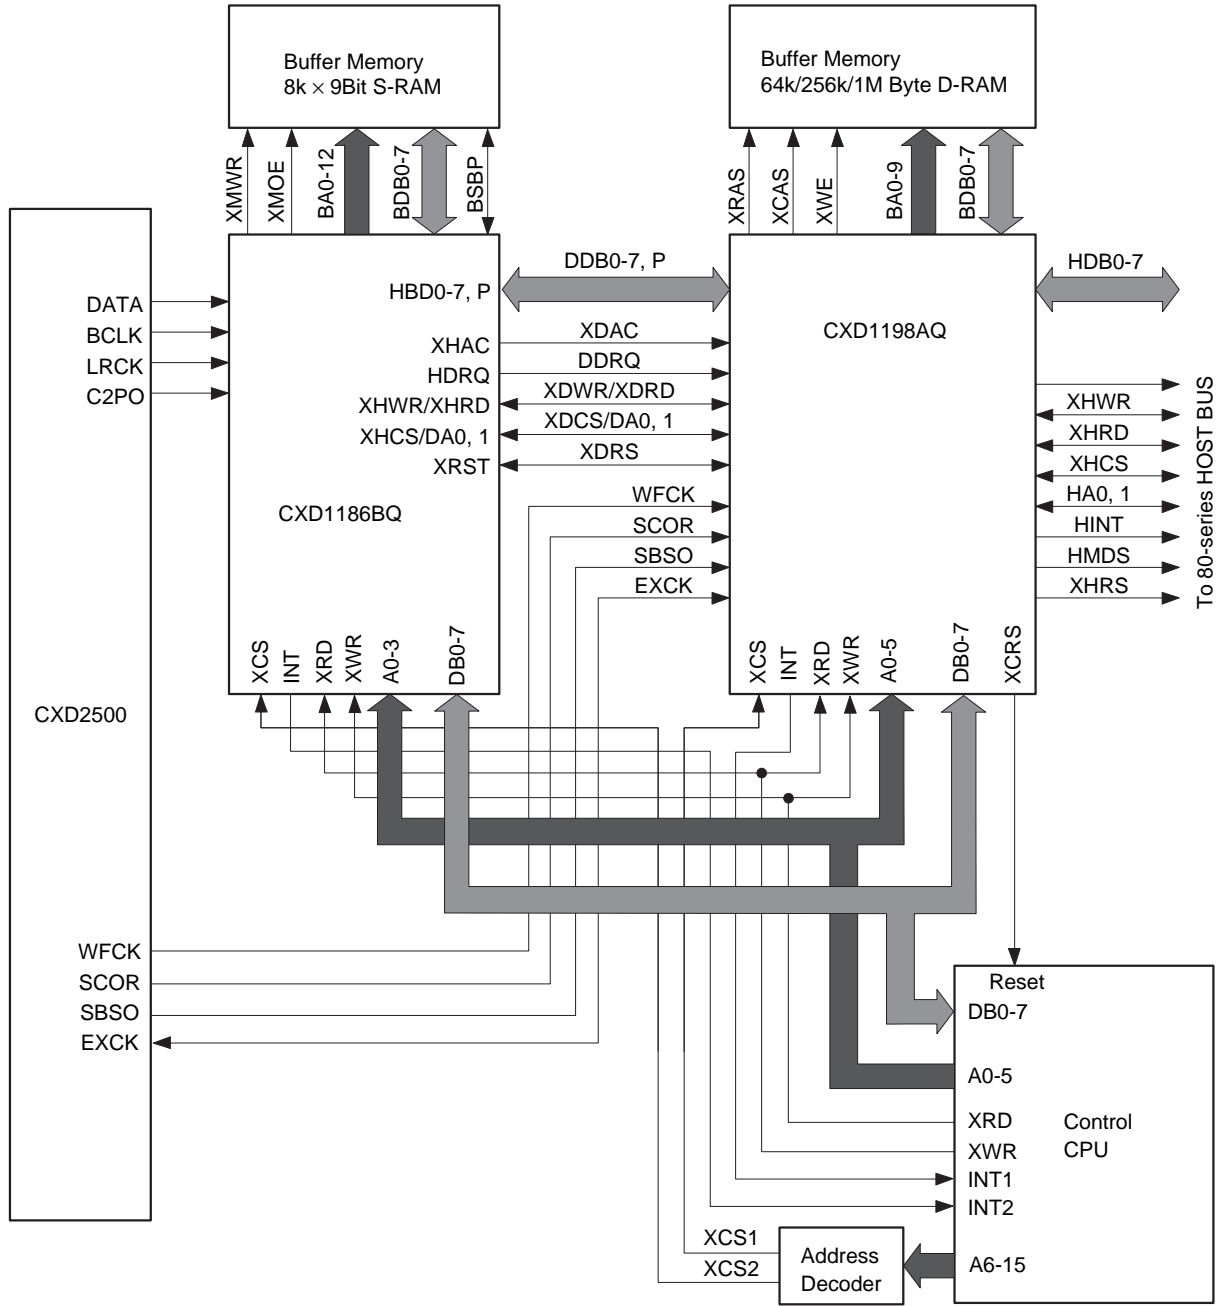 Buffer Memory
8k × 9Bit S-RAM
Buffer Memory
64k/256k/1M Byte D-RAM
XMWR
XMOE
BA0-12
BDB0-7
BSBP
XRAS
XCAS
XWE
BA0-9
BDB0-7
DATA
BCLK
LRCK
C2PO
HBD0-7, P
XHAC
HDRQ
XHWR/XHRD
XHCS/DA0, 1
XRST
CXD1186BQ
DDB0-7, P
XDAC
DDRQ
XDWR/XDRD
XDCS/DA0, 1
XDRS
WFCK
SCOR
SBSO
EXCK
CXD1198AQ
HDB0-7
XHWR
XHRD
XHCS
HA0, 1
HINT
HMDS
XHRS
To 80-series HOST BUS
XCS
INT
XRD
XWR
A0-3
DB0-7
XCS
INT
XRD
XWR
A0-5
DB0-7
XCRS
CXD2500
WFCK
SCOR
SBSO
EXCK
Reset
DB0-7
A0-5
XRD
XWR
INT1
INT2
A6-15
Control
CPU
XCS1
XCS2
Address
Decoder